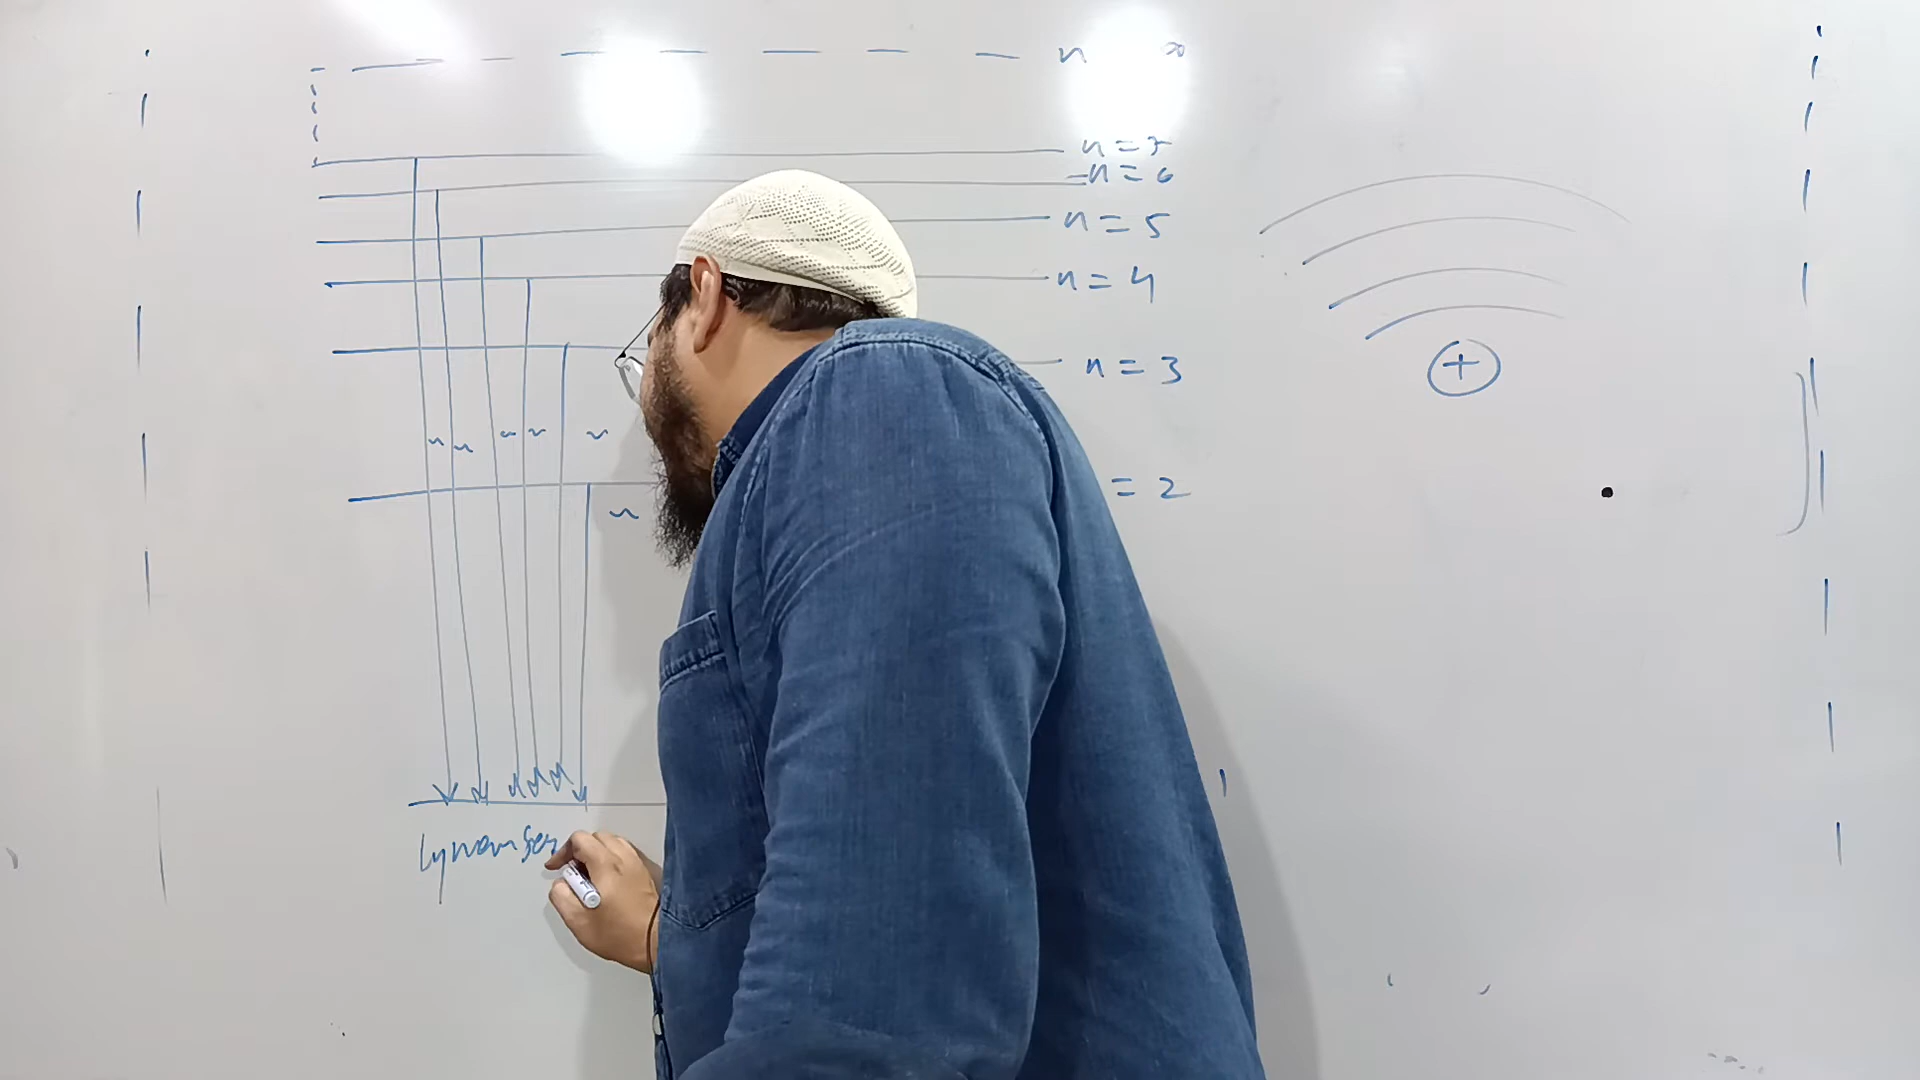 n ∞
n = 7
n = 6
n = 5
n = 4
n = 3
= 2
+
Lyman Ser